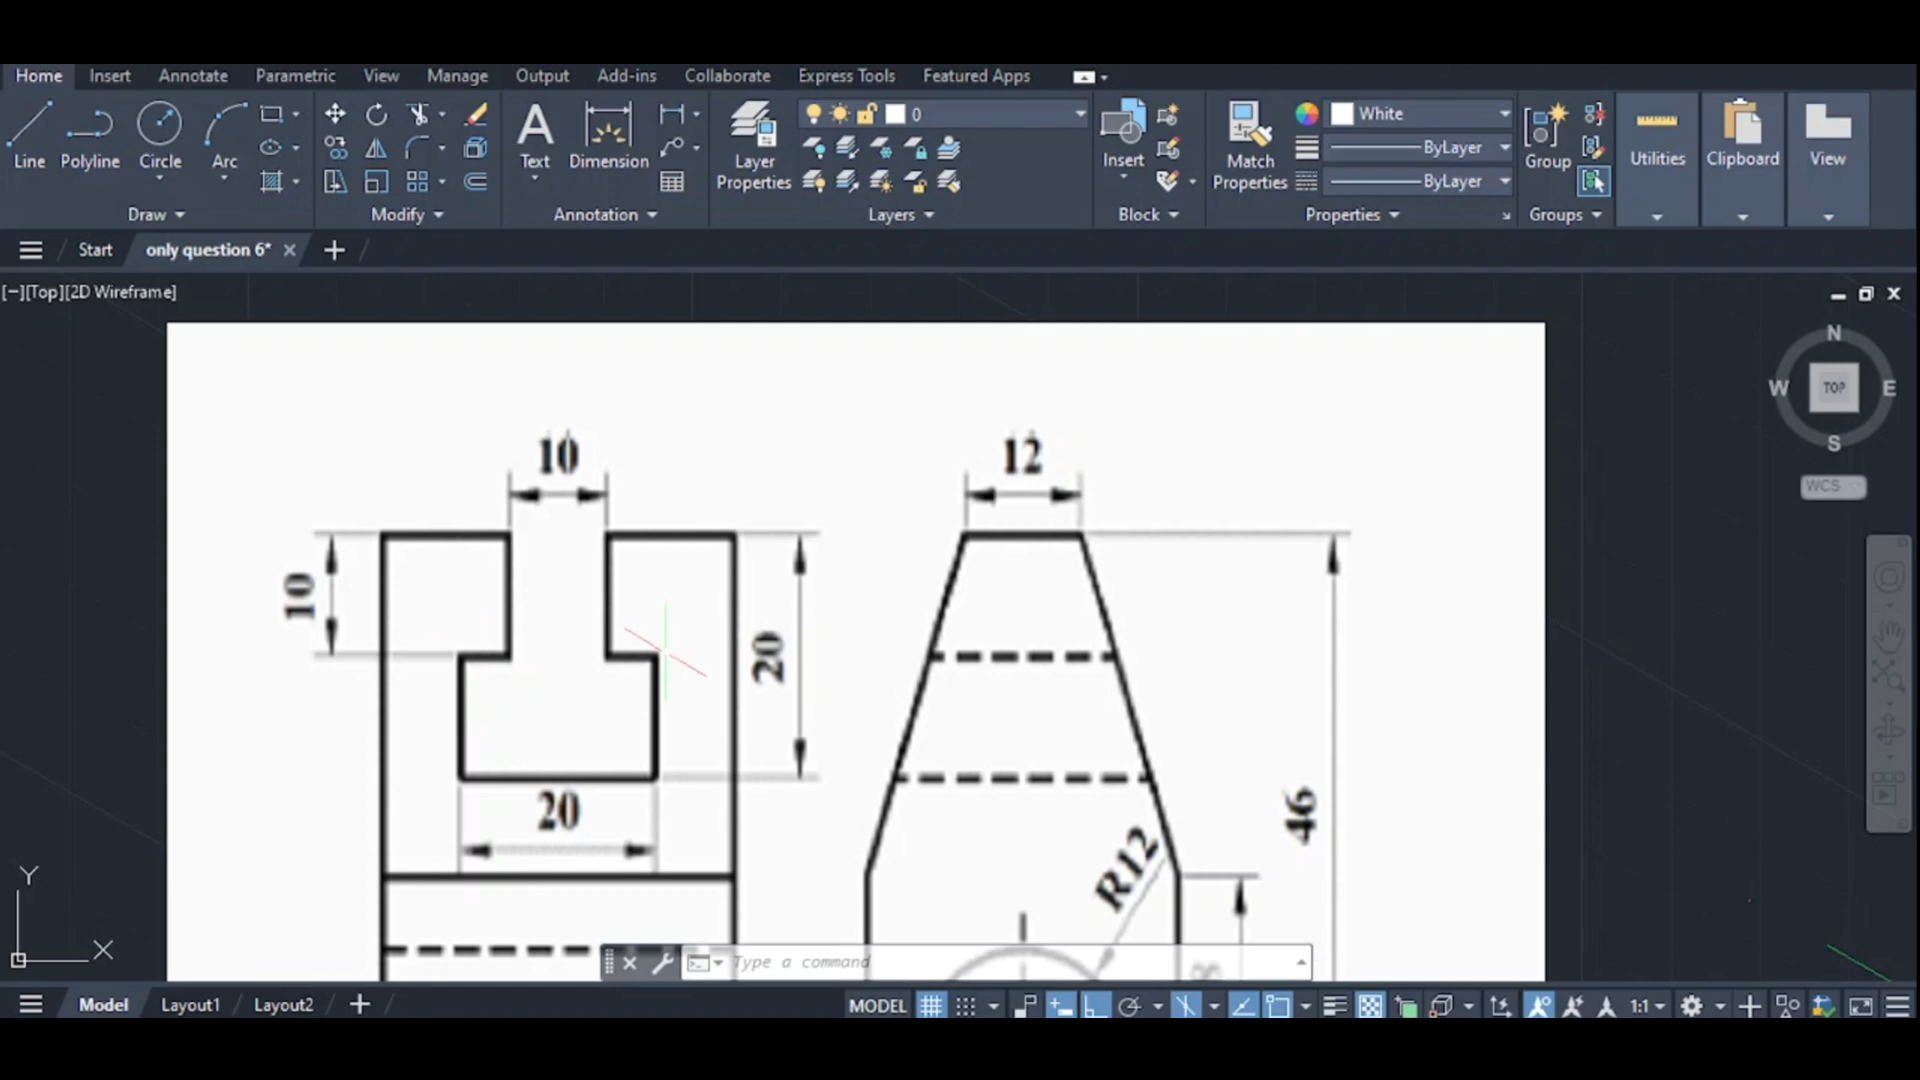 Home Insert Annotate Parametric View Manage Output Add-ins Collaborate Express Tools Featured Apps
0 White
Line Polyline Circle Arc Text Dimension Layer Properties Insert Match Properties ByLayer Group Utilities Clipboard View
ByLayer
Draw Modify Annotation Layers Block Properties Groups
Start only question 6*
[−][Top][2D Wireframe]
N
W TOP E
S
WCS
10 12
10
20
20
46
R12
8
Y
X
Type a command
Model Layout1 Layout2 MODEL 1:1